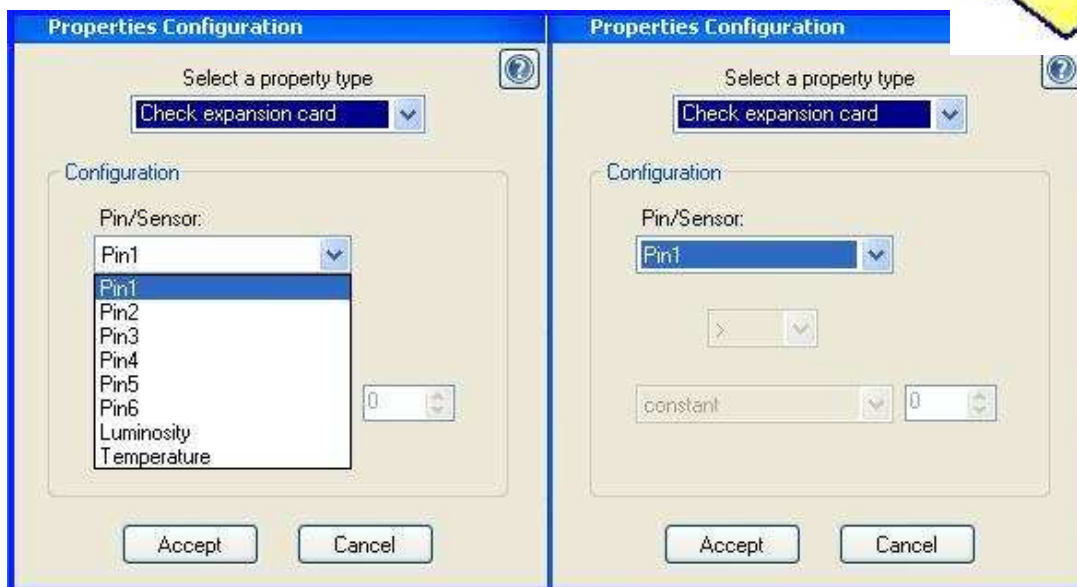 Properties Configuration
Select a property type
Check expansion card
Configuration
Pin/Sensor:
Pin1
Pin1
Pin2
Pin3
Pin4
Pin5
Pin6
Luminosity
Temperature
0
Accept Cancel
Properties Configuration
Select a property type
Check expansion card
Configuration
Pin/Sensor:
Pin1
>
constant 0
Accept Cancel